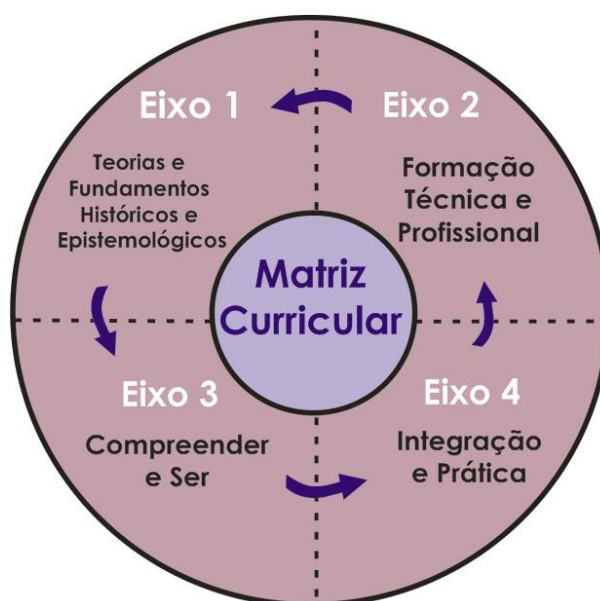 Eixo 1
Teorias e
Fundamentos
Históricos e
Epistemológicos
Eixo 2
Formação
Técnica e
Profissional
Matriz
Curricular
Eixo 3
Compreender
e Ser
Eixo 4
Integração
e Prática